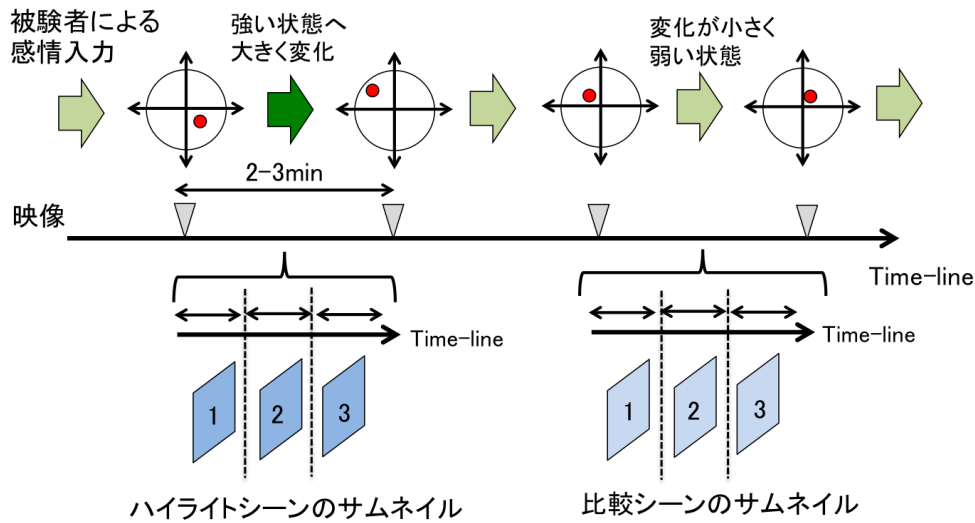 被験者による
感情入力
強い状態へ
大きく変化
変化が小さく
弱い状態
2-3min
映像
Time-line
Time-line
Time-line
1
2
3
1
2
3
ハイライトシーンのサムネイル
比較シーンのサムネイル